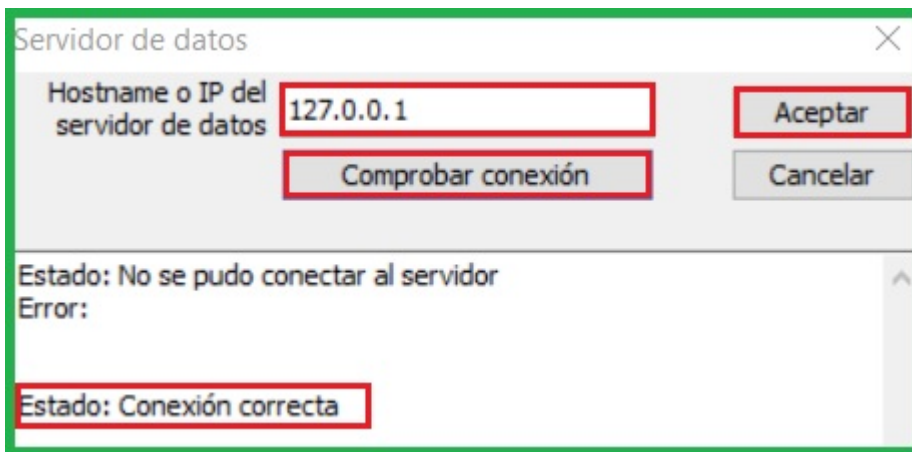 Servidor de datos
Hostname o IP del
servidor de datos
127.0.0.1
Aceptar
Comprobar conexión
Cancelar
Estado: No se pudo conectar al servidor
Error:
Estado: Conexión correcta